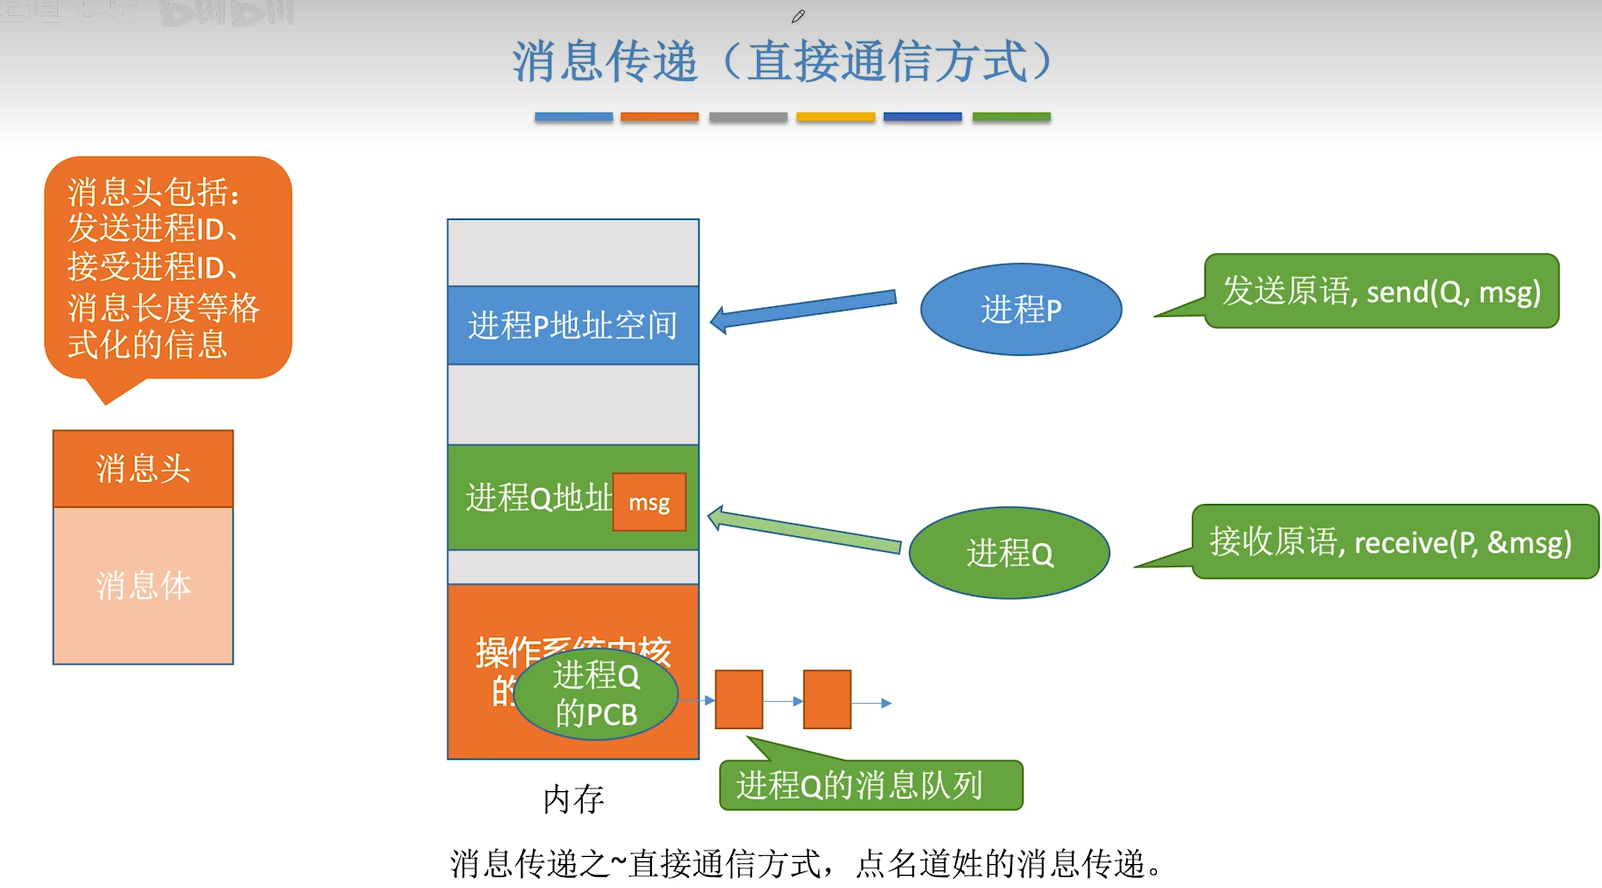 消息传递（直接通信方式）
消息头包括：
发送进程ID、
接受进程ID、
消息长度等格
式化的信息
消息头
消息体
进程P地址空间
进程Q地址
msg
操作系统内核
的
进程Q
的PCB
内存
进程P
发送原语, send(Q, msg)
进程Q
接收原语, receive(P, &msg)
进程Q的消息队列
消息传递之~直接通信方式，点名道姓的消息传递。